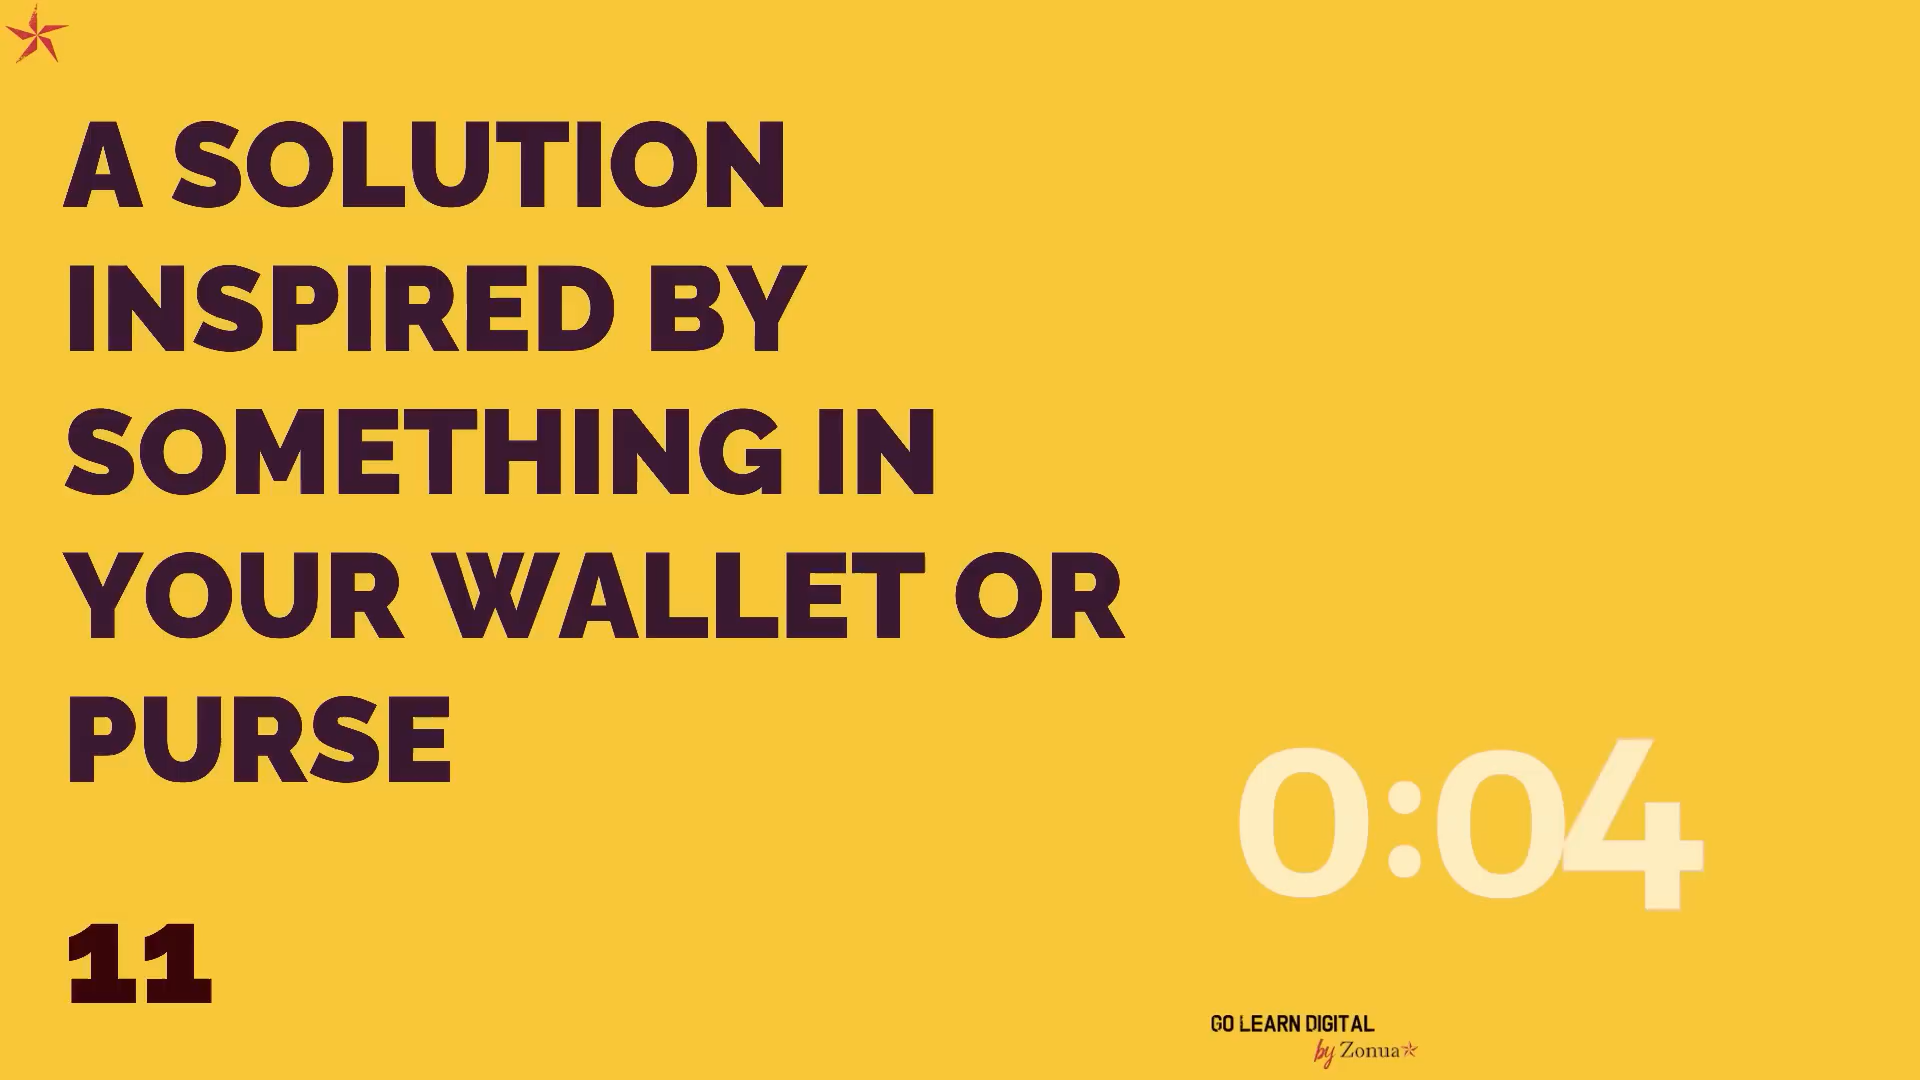 A SOLUTION
INSPIRED BY
SOMETHING IN
YOUR WALLET OR
PURSE
0:04
11
GO LEARN DIGITAL
by Zonua